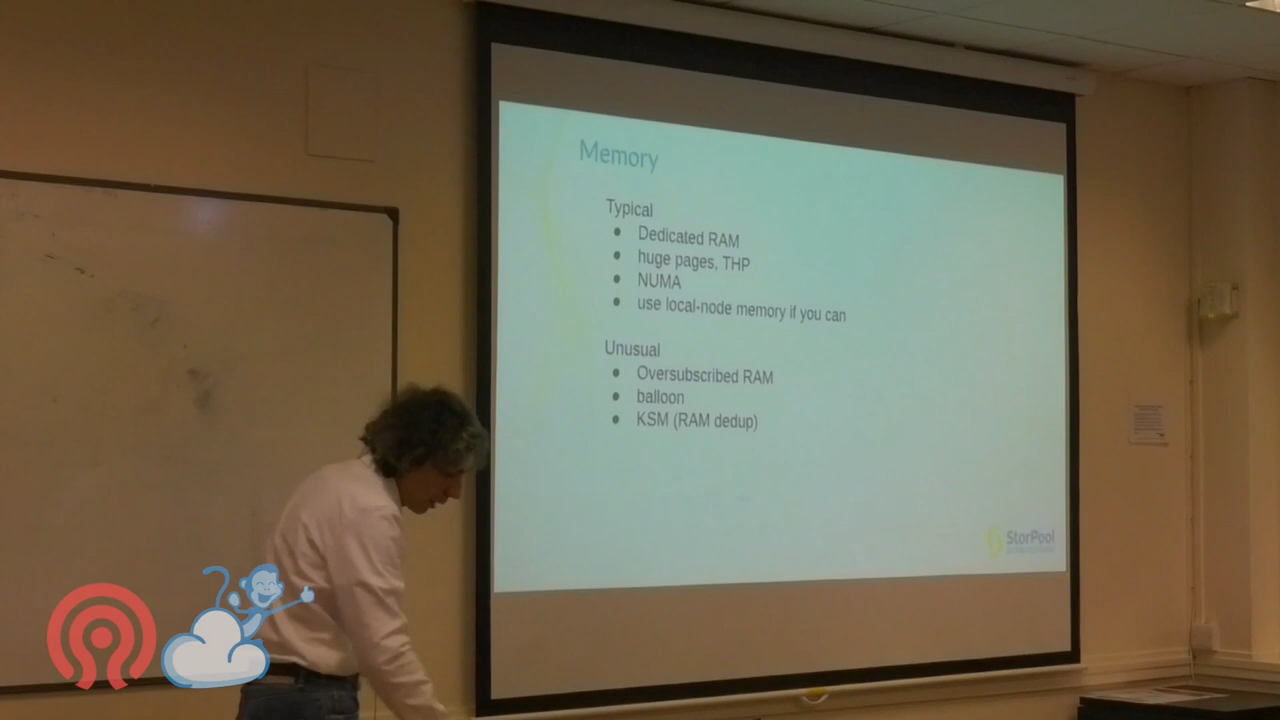 Memory
Typical
● Dedicated RAM
● huge pages, THP
● NUMA
● use local-node memory if you can
Unusual
● Oversubscribed RAM
● balloon
● KSM (RAM dedup)
StorPool